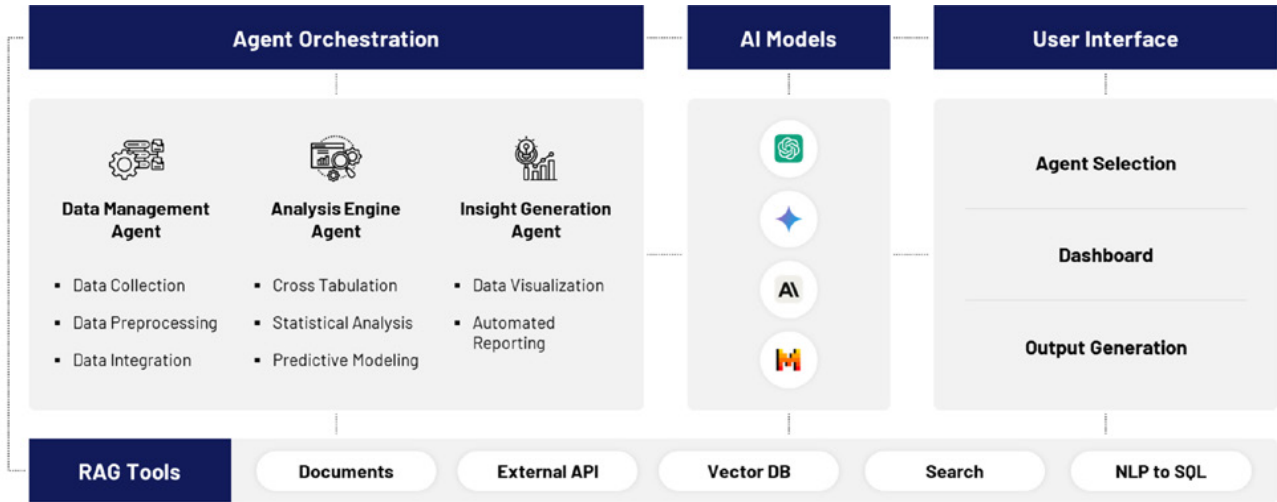 Agent Orchestration
AI Models
User Interface
Data Management
Agent
Data Collection
Data Preprocessing
Data Integration
Analysis Engine
Agent
Cross Tabulation
Statistical Analysis
Predictive Modeling
Insight Generation
Agent
Data Visualization
Automated
Reporting
AI
Agent Selection
Dashboard
Output Generation
RAG Tools
Documents
External API
Vector DB
Search
NLP to SQL